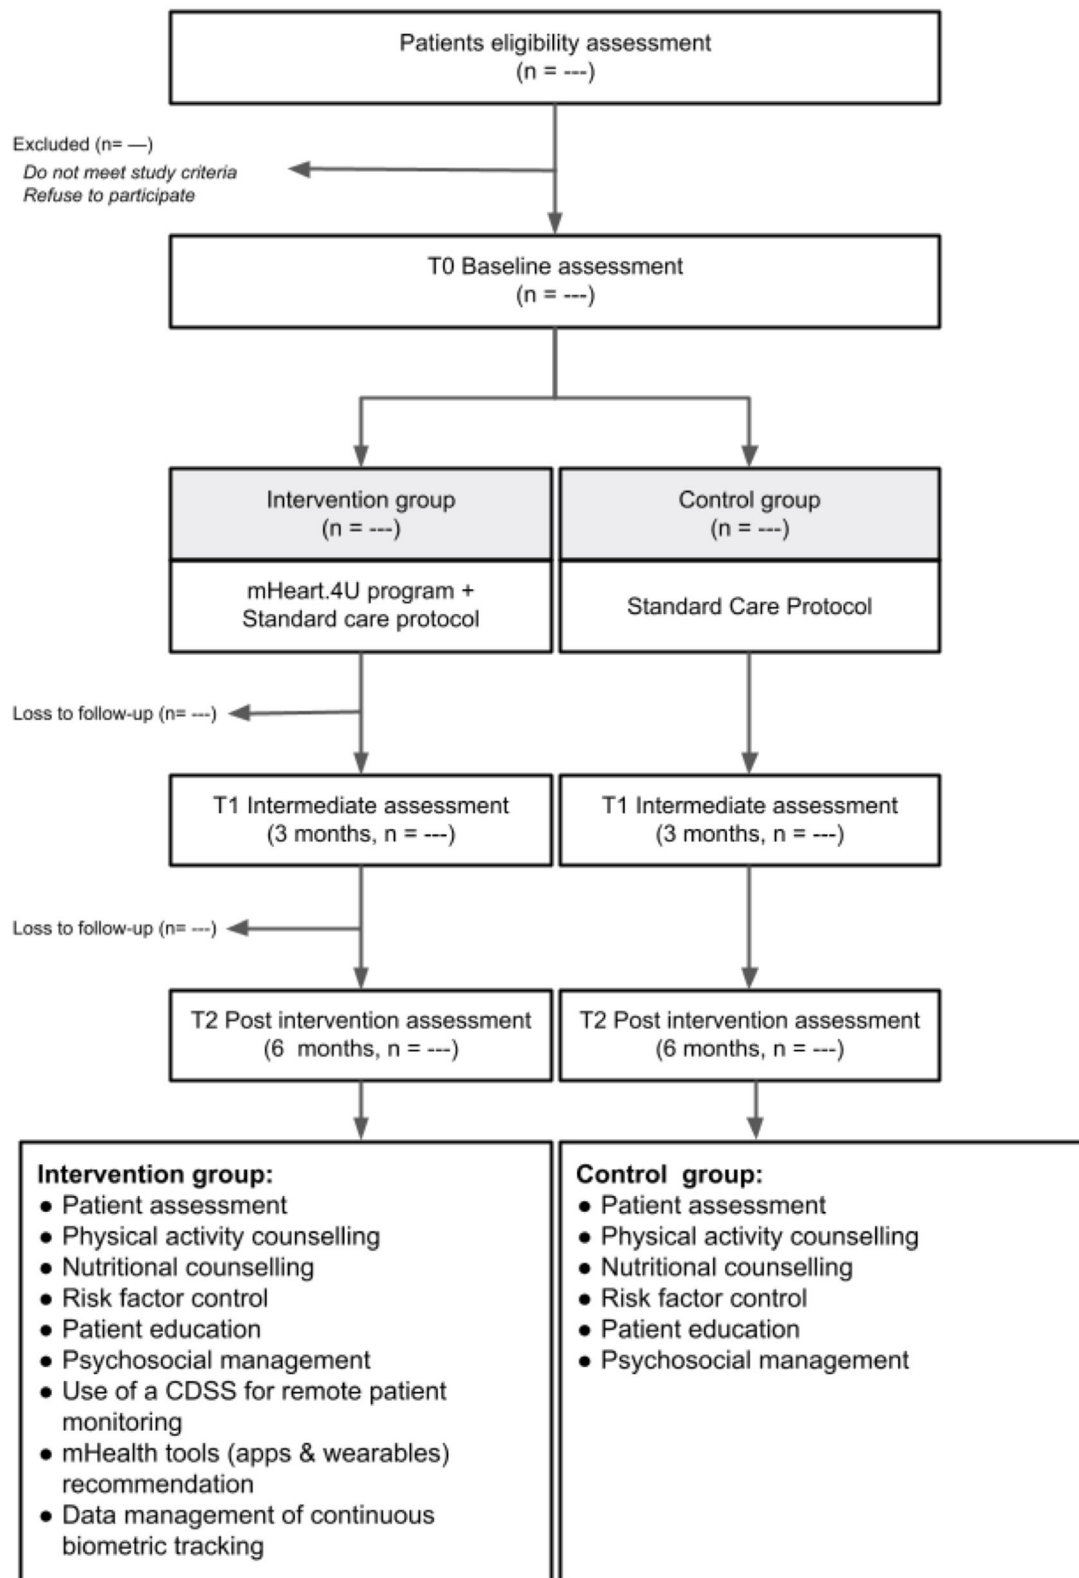 Patients eligibility assessment
(n = ---)
Excluded (n= —)
Do not meet study criteria
Refuse to participate
T0 Baseline assessment
(n = ---)
Intervention group
(n = ---)
Control group
(n = ---)
mHeart.4U program +
Standard care protocol
Standard Care Protocol
Loss to follow-up (n= ---)
T1 Intermediate assessment
(3 months, n = ---)
T1 Intermediate assessment
(3 months, n = ---)
Loss to follow-up (n= ---)
T2 Post intervention assessment
(6  months, n = ---)
T2 Post intervention assessment
(6 months, n = ---)
Intervention group:
● Patient assessment
● Physical activity counselling
● Nutritional counselling
● Risk factor control
● Patient education
● Psychosocial management
● Use of a CDSS for remote patient
monitoring
● mHealth tools (apps & wearables)
recommendation
● Data management of continuous
biometric tracking
Control  group:
● Patient assessment
● Physical activity counselling
● Nutritional counselling
● Risk factor control
● Patient education
● Psychosocial management